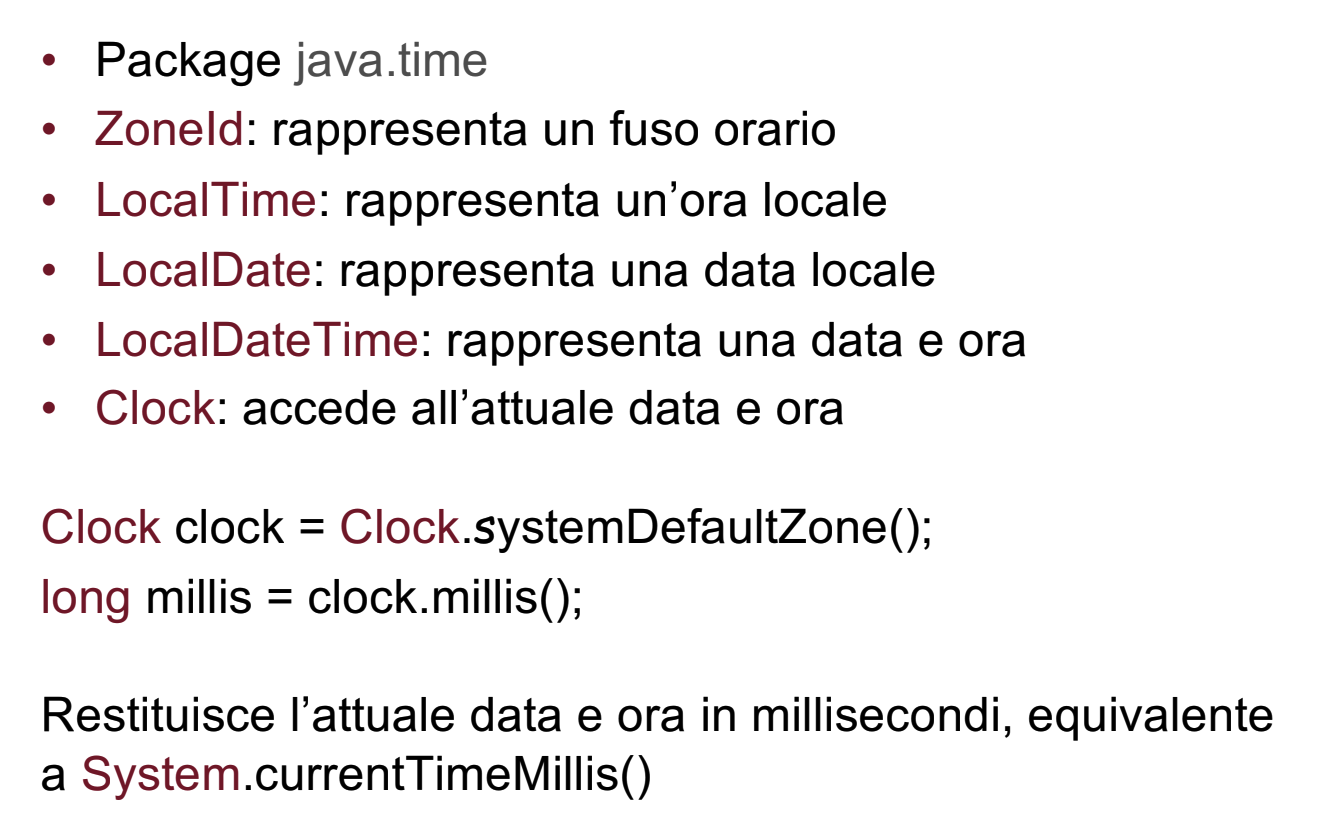 • Package java.time
• ZoneId: rappresenta un fuso orario
• LocalTime: rappresenta un’ora locale
• LocalDate: rappresenta una data locale
• LocalDateTime: rappresenta una data e ora
• Clock: accede all’attuale data e ora
Clock clock = Clock.systemDefaultZone();
long millis = clock.millis();
Restituisce l’attuale data e ora in millisecondi, equivalente
a System.currentTimeMillis()